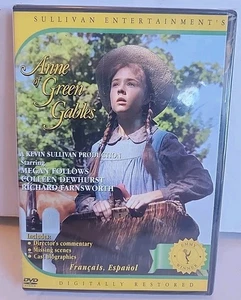 SULLIVAN ENTERTAINMENT'S
Anne
of Green
Gables
A KEVIN SULLIVAN PRODUCTION
Starring
MEGAN FOLLOWS
COLLEEN DEWHURST
RICHARD FARNSWORTH
Includes:
• Director's commentary
• Missing scenes
• Cast biographies
Français, Español
DVD
DIGITALLY RESTORED